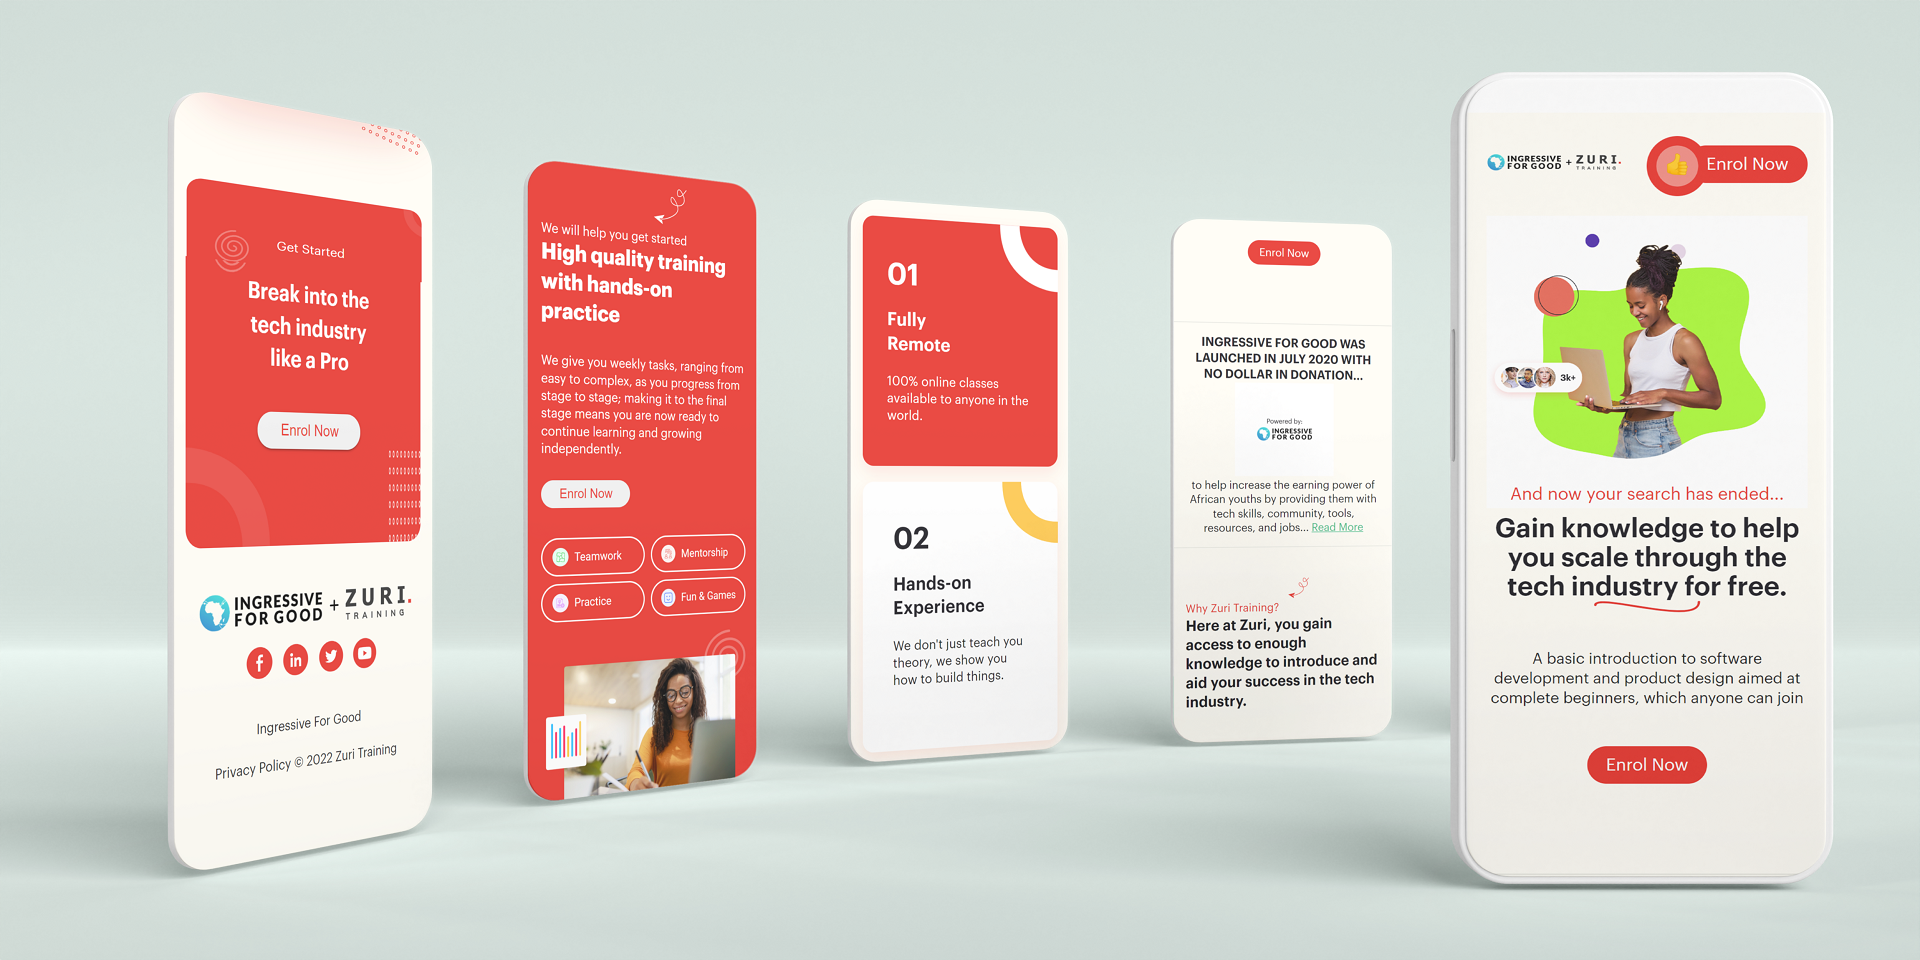 Get Started
Break into the
tech industry
like a Pro
Enrol Now
INGRESSIVE
FOR GOOD
+
ZURI.
TRAINING
Ingressive For Good
Privacy Policy © 2022 Zuri Training
We will help you get started
High quality training
with hands-on
practice
We give you weekly tasks, ranging from
easy to complex, as you progress from
stage to stage; making it to the final
stage means you are now ready to
continue learning and growing
independently.
Enrol Now
Teamwork
Mentorship
Practice
Fun & Games
01
Fully
Remote
100% online classes
available to anyone in the
world.
02
Hands-on
Experience
We don't just teach you
theory, we show you
how to build things.
Enrol Now
INGRESSIVE FOR GOOD WAS
LAUNCHED IN JULY 2020 WITH
NO DOLLAR IN DONATION...
Powered by:
INGRESSIVE
FOR GOOD
to help increase the earning power of
African youths by providing them with
tech skills, community, tools,
resources, and jobs... Read More
Why Zuri Training?
Here at Zuri, you gain
access to enough
knowledge to introduce and
aid your success in the tech
industry.
INGRESSIVE
FOR GOOD
+
ZURI.
TRAINING
Enrol Now
3k+
And now your search has ended...
Gain knowledge to help
you scale through the
tech industry for free.
A basic introduction to software
development and product design aimed at
complete beginners, which anyone can join
Enrol Now